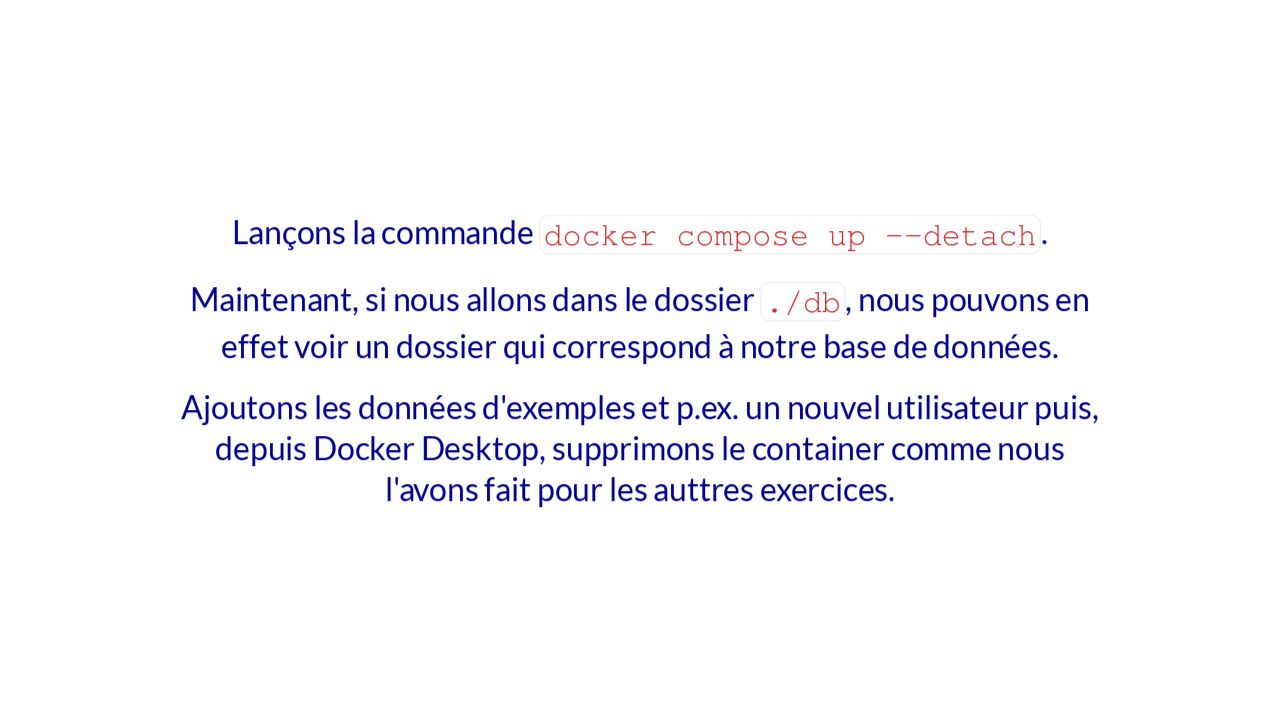 Lançons la commande docker compose up --detach.
Maintenant, si nous allons dans le dossier ./db, nous pouvons en
effet voir un dossier qui correspond à notre base de données.
Ajoutons les données d'exemples et p.ex. un nouvel utilisateur puis,
depuis Docker Desktop, supprimons le container comme nous
l'avons fait pour les auttres exercices.